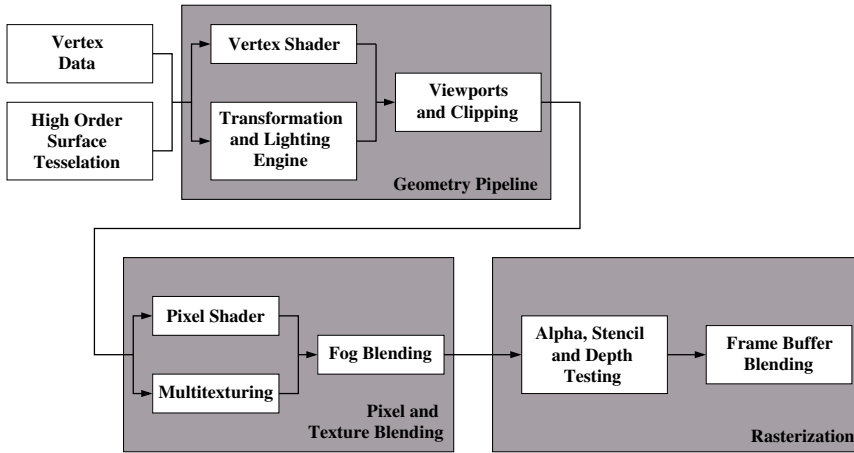 Vertex
Data
High Order
Surface
Tesselation
Vertex Shader
Transformation
and Lighting
Engine
Viewports
and Clipping
Geometry Pipeline
Pixel Shader
Multitexturing
Fog Blending
Pixel and
Texture Blending
Alpha, Stencil
and Depth
Testing
Frame Buffer
Blending
Rasterization